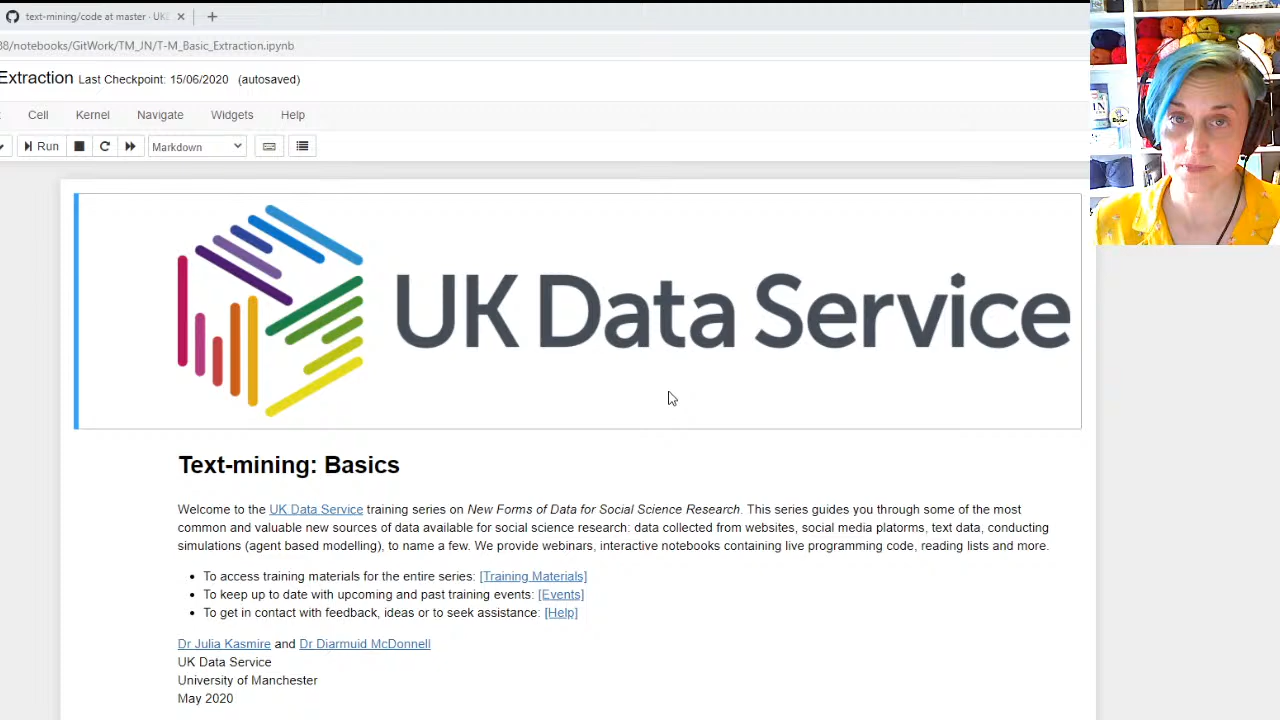 text-mining/code at master · UKD
38/notebooks/GitWork/TM_JN/T-M_Basic_Extraction.ipynb
Extraction Last Checkpoint: 15/06/2020 (autosaved)
Cell Kernel Navigate Widgets Help
Run Markdown
UK Data Service
Text-mining: Basics
Welcome to the UK Data Service training series on New Forms of Data for Social Science Research. This series guides you through some of the most
common and valuable new sources of data available for social science research: data collected from websites, social media platorms, text data, conducting
simulations (agent based modelling), to name a few. We provide webinars, interactive notebooks containing live programming code, reading lists and more.
• To access training materials for the entire series: [Training Materials]
• To keep up to date with upcoming and past training events: [Events]
• To get in contact with feedback, ideas or to seek assistance: [Help]
Dr Julia Kasmire and Dr Diarmuid McDonnell
UK Data Service
University of Manchester
May 2020